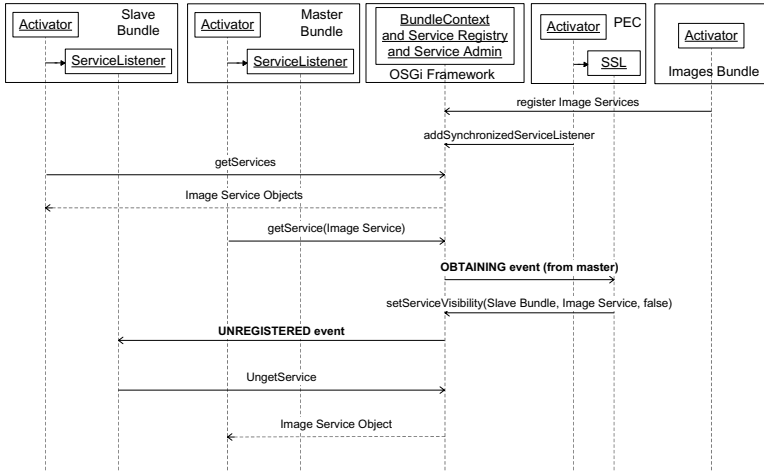 Slave
Bundle
Activator
ServiceListener
Master
Bundle
Activator
ServiceListener
BundleContext
and Service Registry
and Service Admin
OSGi Framework
PEC
Activator
SSL
Activator
Images Bundle
register Image Services
addSynchronizedServiceListener
getServices
Image Service Objects
getService(Image Service)
OBTAINING event (from master)
setServiceVisibility(Slave Bundle, Image Service, false)
UNREGISTERED event
UngetService
Image Service Object